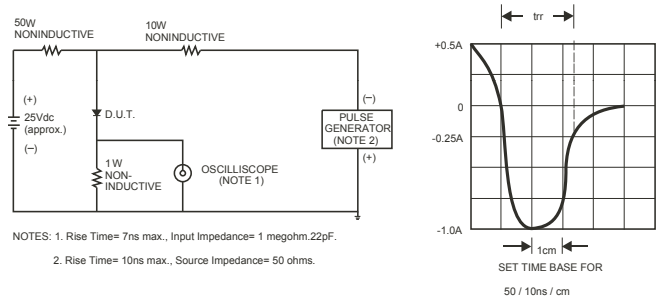 50W
NONINDUCTIVE
10W
NONINDUCTIVE
(+)
25Vdc
(approx.)
(–)
D.U.T.
1W
NON-
INDUCTIVE
OSCILLISCOPE
(NOTE 1)
(–)
PULSE
GENERATOR
(NOTE 2)
(+)
NOTES: 1. Rise Time= 7ns max., Input Impedance= 1 megohm.22pF.
2. Rise Time= 10ns max., Source Impedance= 50 ohms.
trr
+0.5A
0
-0.25A
-1.0A
1cm
SET TIME BASE FOR
50 / 10ns / cm